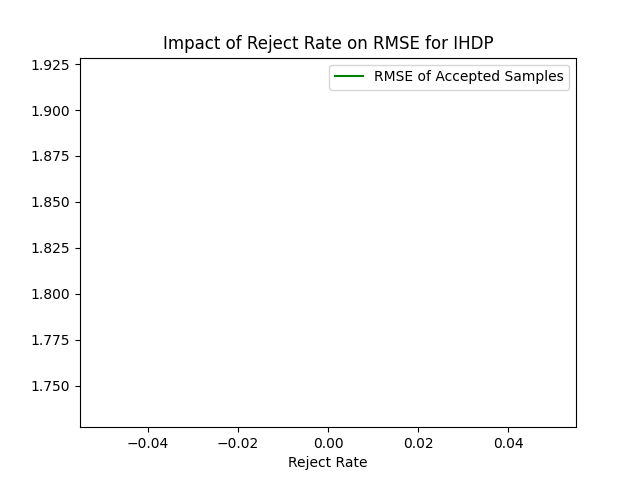 Impact of Reject Rate on RMSE for IHDP
RMSE of Accepted Samples
1.925
1.900
1.875
1.850
1.825
1.800
1.775
1.750
−0.04 −0.02 0.00 0.02 0.04
Reject Rate